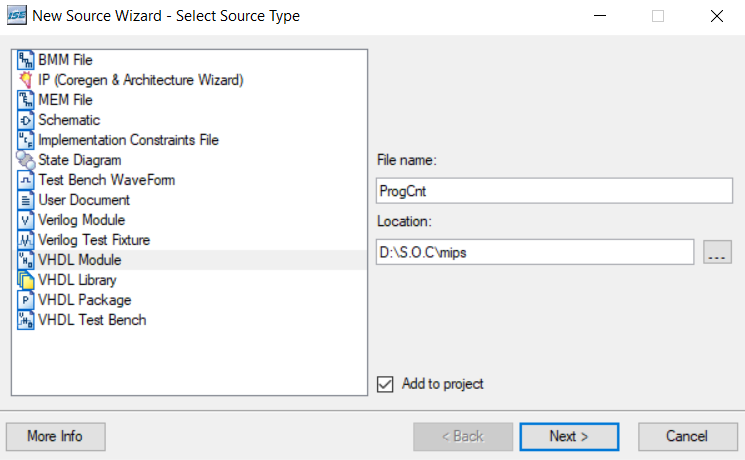 ISE New Source Wizard - Select Source Type
BMM File
IP (Coregen & Architecture Wizard)
MEM File
Schematic
Implementation Constraints File
State Diagram
Test Bench WaveForm
User Document
Verilog Module
Verilog Test Fixture
VHDL Module
VHDL Library
VHDL Package
VHDL Test Bench
File name:
ProgCnt
Location:
D:\S.O.C\mips
...
Add to project
More Info
< Back
Next >
Cancel